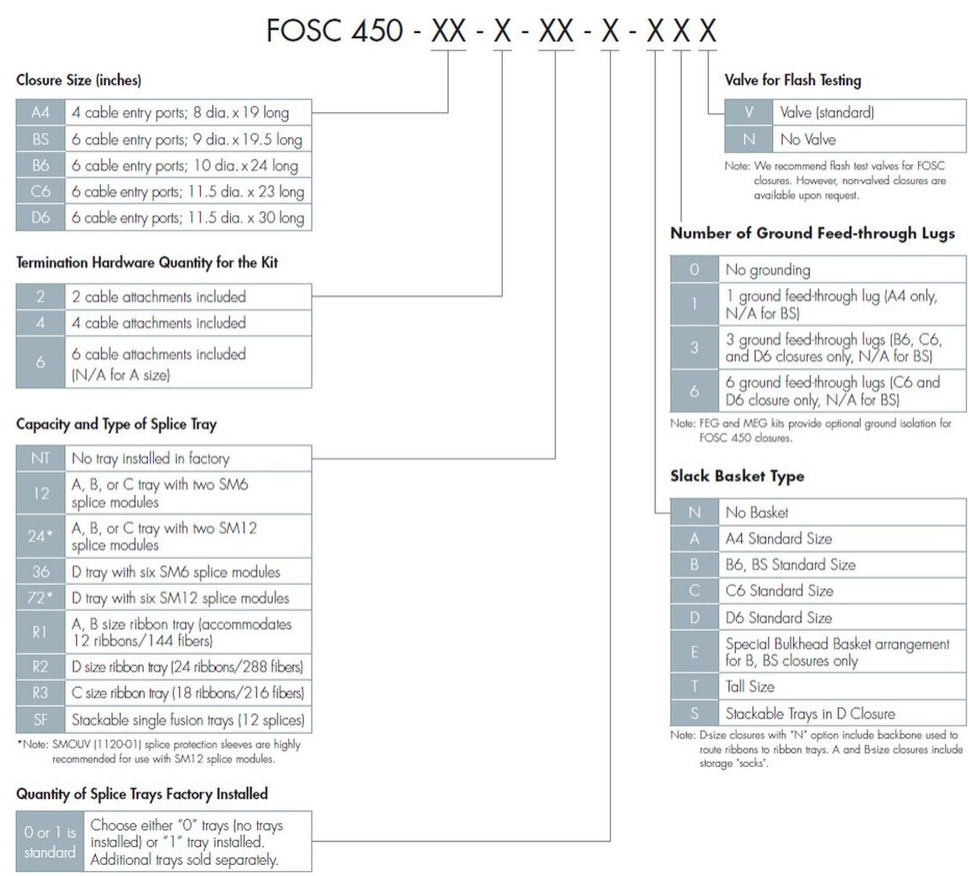 FOSC 450 - XX - X - XX - X - X X X
Closure Size (inches)
A4 4 cable entry ports; 8 dia. x 19 long
BS 6 cable entry ports; 9 dia. x 19.5 long
B6 6 cable entry ports; 10 dia. x 24 long
C6 6 cable entry ports; 11.5 dia. x 23 long
D6 6 cable entry ports; 11.5 dia. x 30 long
Termination Hardware Quantity for the Kit
2 2 cable attachments included
4 4 cable attachments included
6 6 cable attachments included
(N/A for A size)
Capacity and Type of Splice Tray
NT No tray installed in factory
12 A, B, or C tray with two SM6
splice modules
24* A, B, or C tray with two SM12
splice modules
36 D tray with six SM6 splice modules
72* D tray with six SM12 splice modules
R1 A, B size ribbon tray (accommodates
12 ribbons/144 fibers)
R2 D size ribbon tray (24 ribbons/288 fibers)
R3 C size ribbon tray (18 ribbons/216 fibers)
SF Stackable single fusion trays (12 splices)
*Note: SMOUV (1120-01) splice protection sleeves are highly
recommended for use with SM12 splice modules.
Quantity of Splice Trays Factory Installed
0 or 1 is
standard
Choose either "0" trays (no trays
installed) or "1" tray installed.
Additional trays sold separately.
Valve for Flash Testing
V Valve (standard)
N No Valve
Note: We recommend flash test valves for FOSC
closures. However, non-valved closures are
available upon request.
Number of Ground Feed-through Lugs
0 No grounding
1 1 ground feed-through lug (A4 only,
N/A for BS)
3 3 ground feed-through lugs (B6, C6,
and D6 closures only, N/A for BS)
6 6 ground feed-through lugs (C6 and
D6 closure only, N/A for BS)
Note: FEG and MEG kits provide optional ground isolation for
FOSC 450 closures.
Slack Basket Type
N No Basket
A A4 Standard Size
B B6, BS Standard Size
C C6 Standard Size
D D6 Standard Size
E Special Bulkhead Basket arrangement
for B, BS closures only
T Tall Size
S Stackable Trays in D Closure
Note: D-size closures with "N" option include backbone used to
route ribbons to ribbon trays. A and B-size closures include
storage "socks".